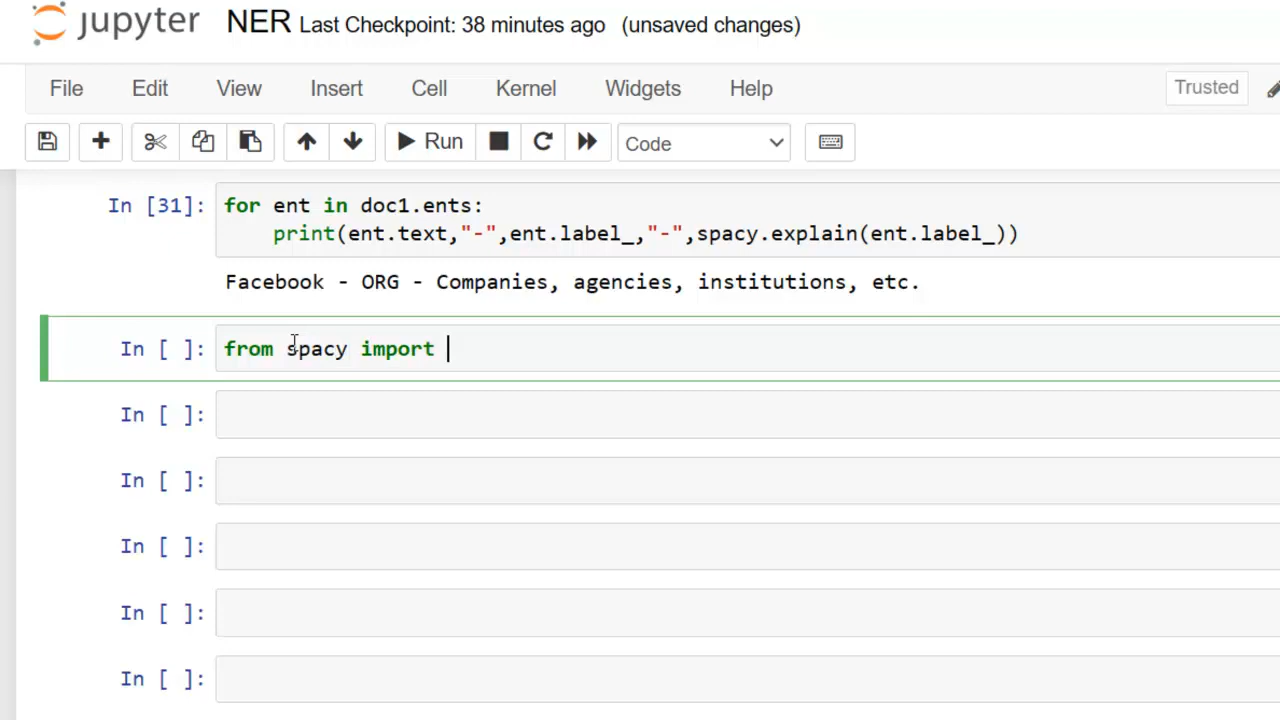 jupyter NER Last Checkpoint: 38 minutes ago (unsaved changes)
File Edit View Insert Cell Kernel Widgets Help Trusted
Run Code
In [31]: for ent in doc1.ents:
print(ent.text,"-",ent.label_,"-",spacy.explain(ent.label_))
Facebook - ORG - Companies, agencies, institutions, etc.
In [ ]: from spacy import
In [ ]:
In [ ]:
In [ ]:
In [ ]:
In [ ]: